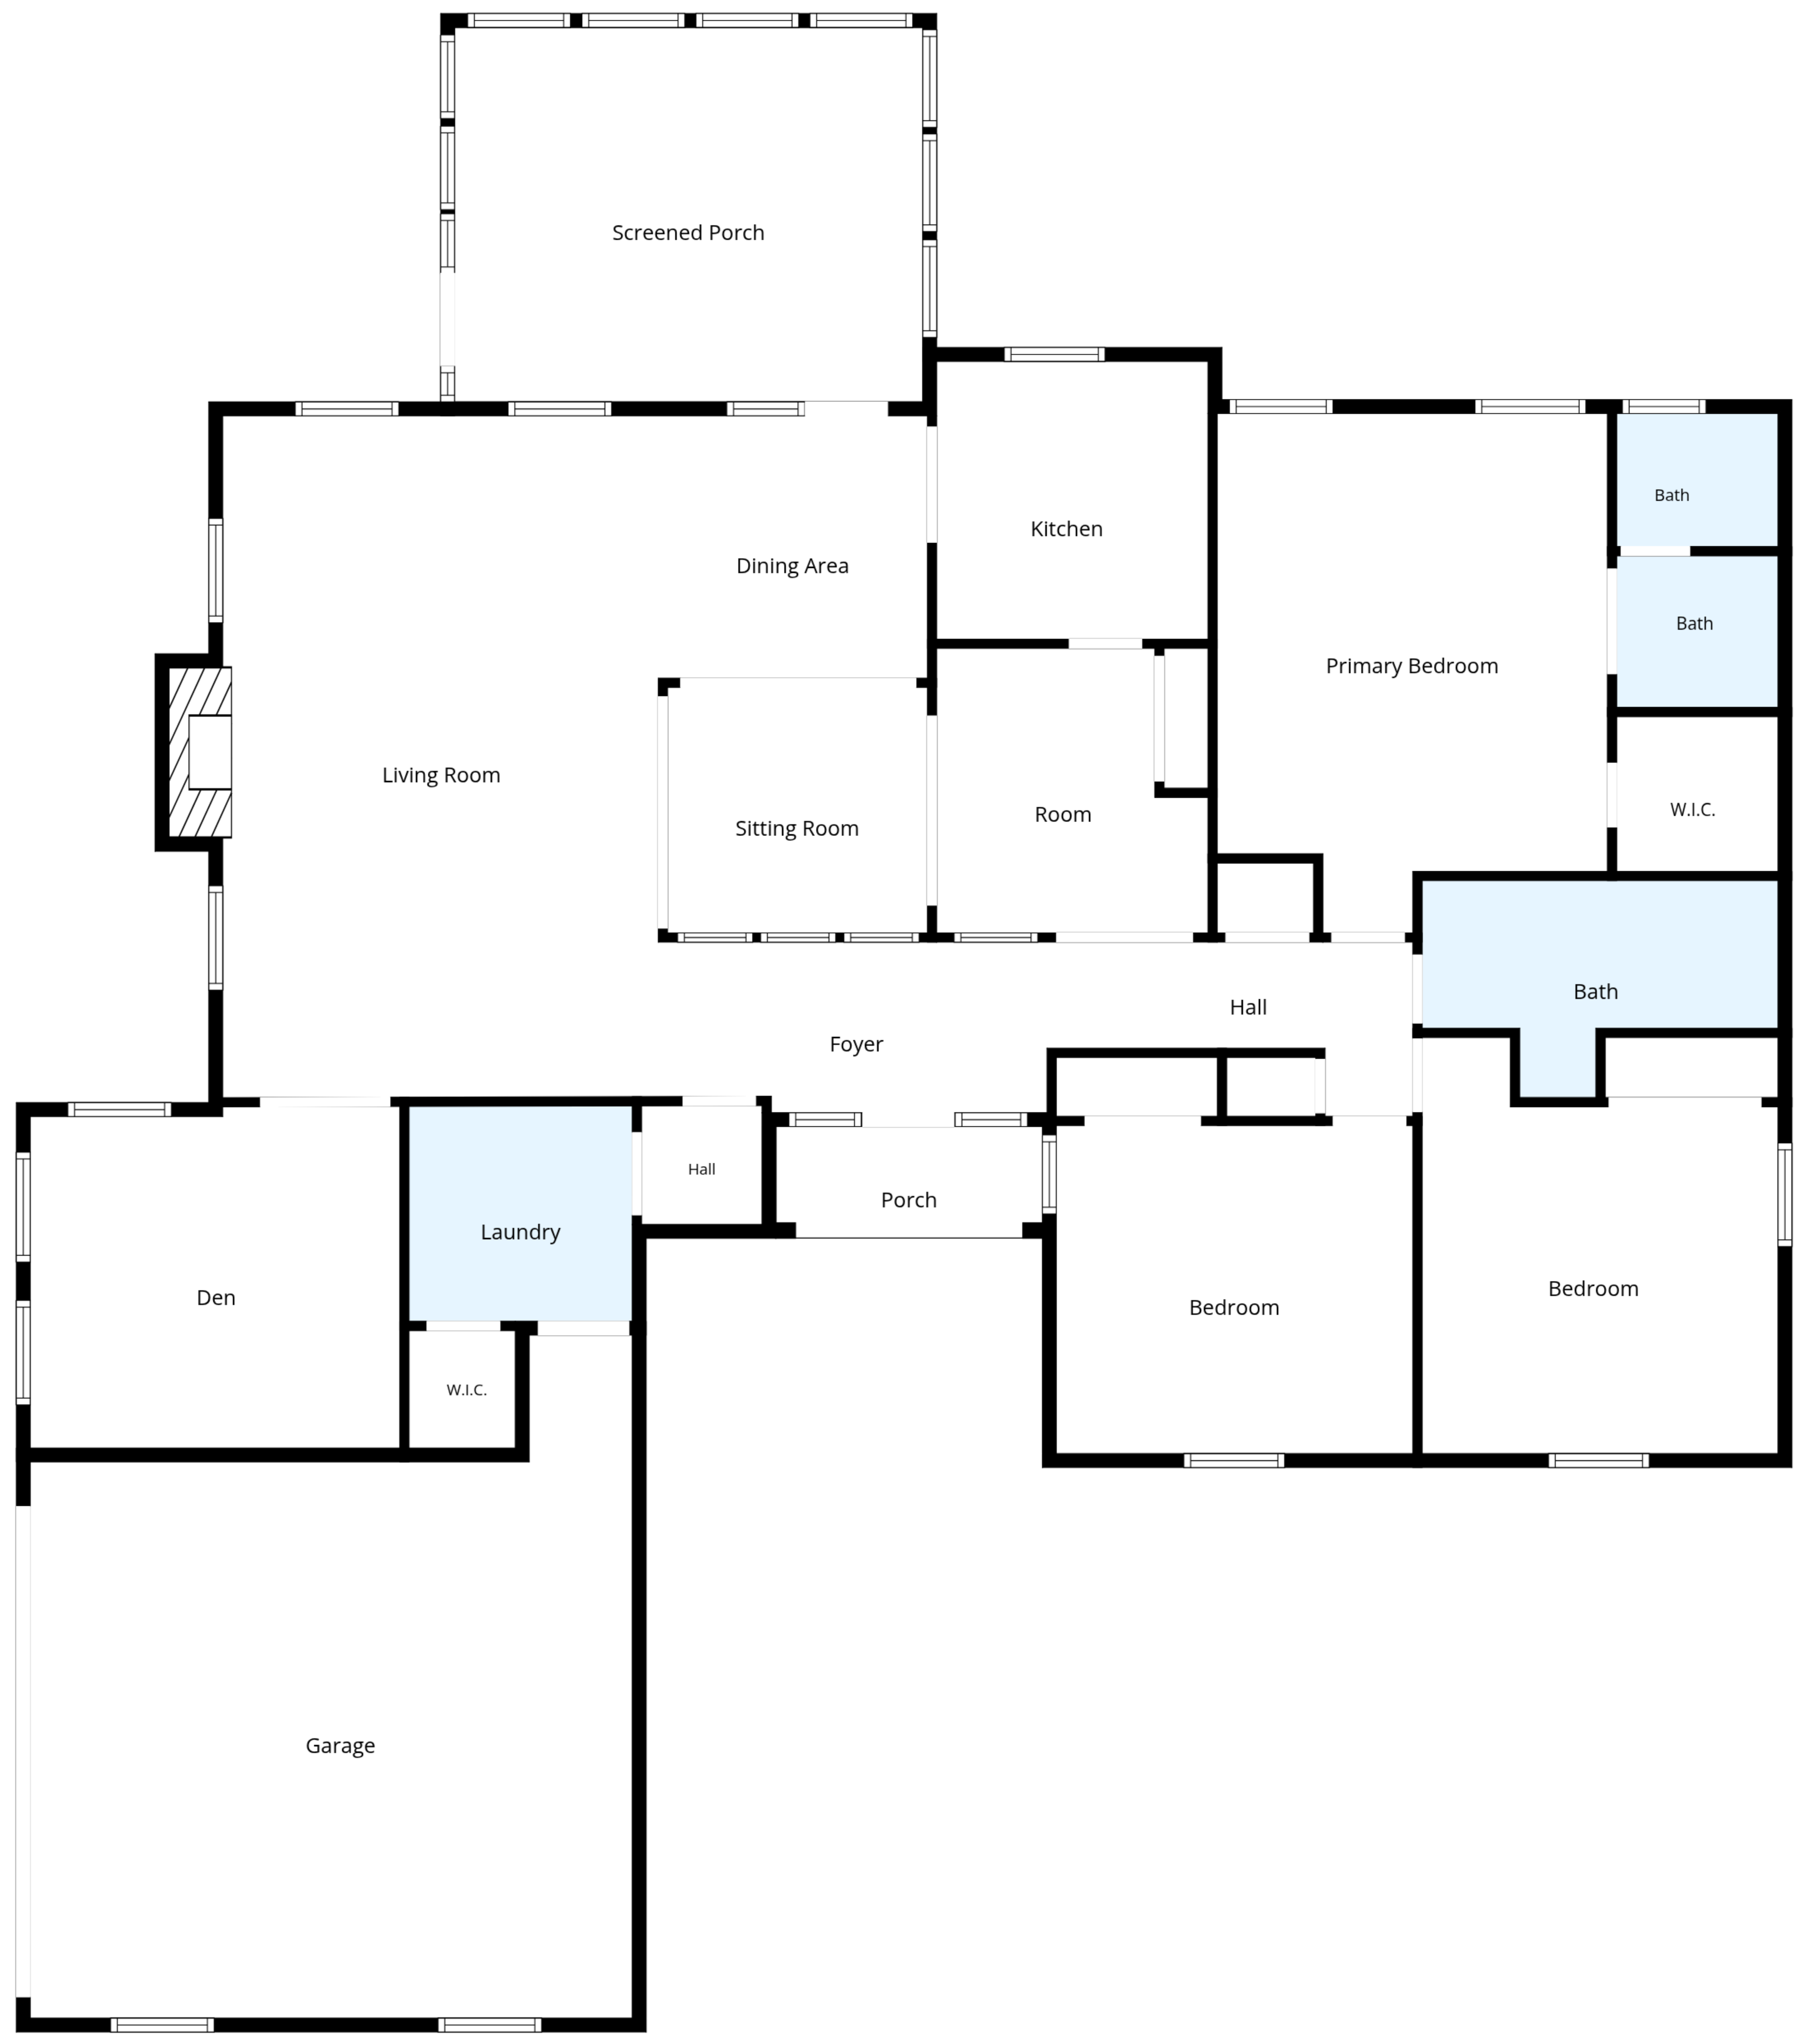 Screened Porch
Bath
Kitchen
Dining Area
Bath
Primary Bedroom
Living Room
W.I.C.
Room
Sitting Room
Bath
Hall
Foyer
Hall
Porch
Laundry
Bedroom
Den
Bedroom
W.I.C.
Garage